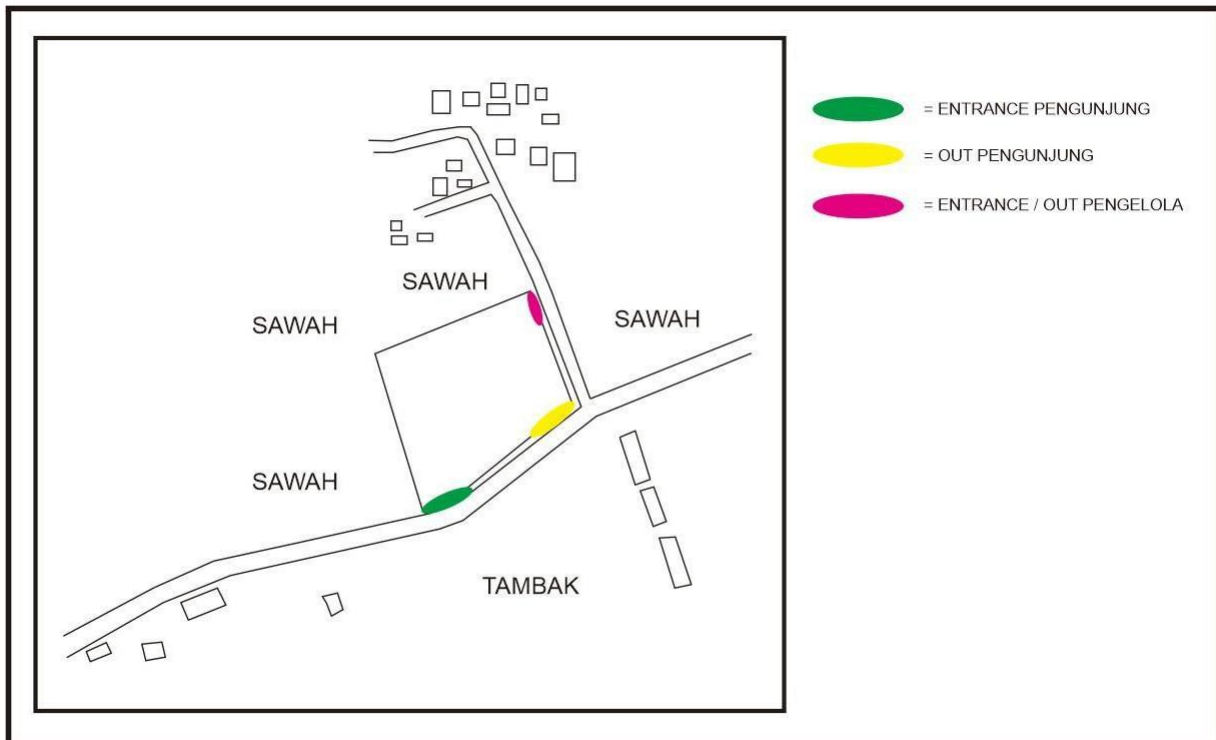 = ENTRANCE PENGUNJUNG
= OUT PENGUNJUNG
= ENTRANCE / OUT PENGELOLA
SAWAH
SAWAH
SAWAH
SAWAH
TAMBAK